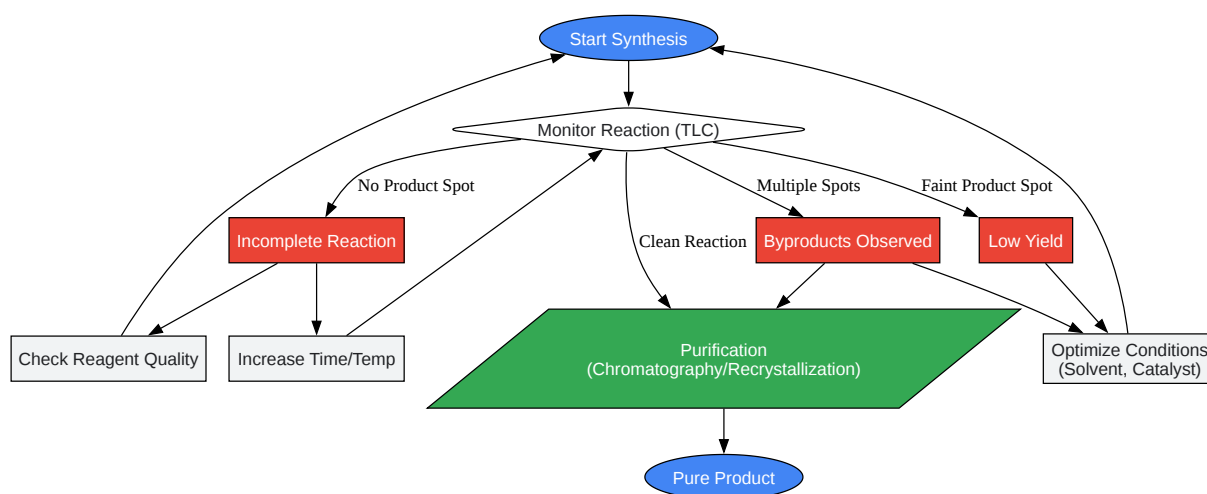 Start Synthesis
Monitor Reaction (TLC)
No Product Spot
Multiple Spots
Faint Product Spot
Incomplete Reaction
Clean Reaction
Byproducts Observed
Low Yield
Check Reagent Quality
Increase Time/Temp
Purification
(Chromatography/Recrystallization)
Optimize Conditions
(Solvent, Catalyst)
Pure Product